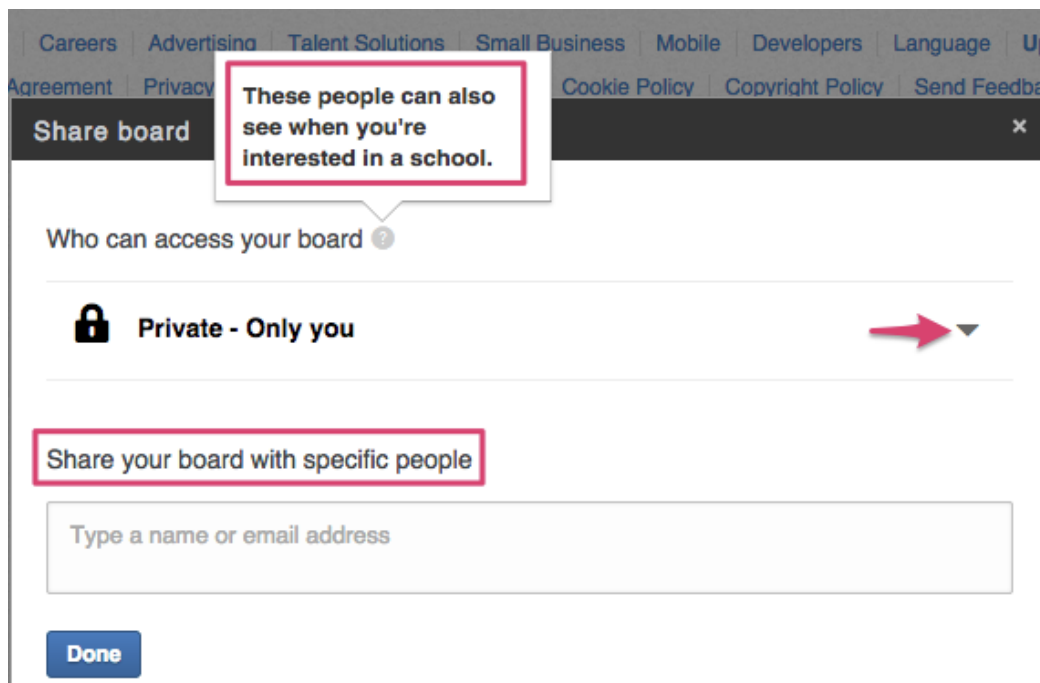 Careers Advertising Talent Solutions Small Business Mobile Developers Language
Agreement Privacy Cookie Policy Copyright Policy Send
These people can also
see when you're
interested in a school.
Share board ×
Who can access your board ?
Private - Only you
Share your board with specific people
Type a name or email address
Done